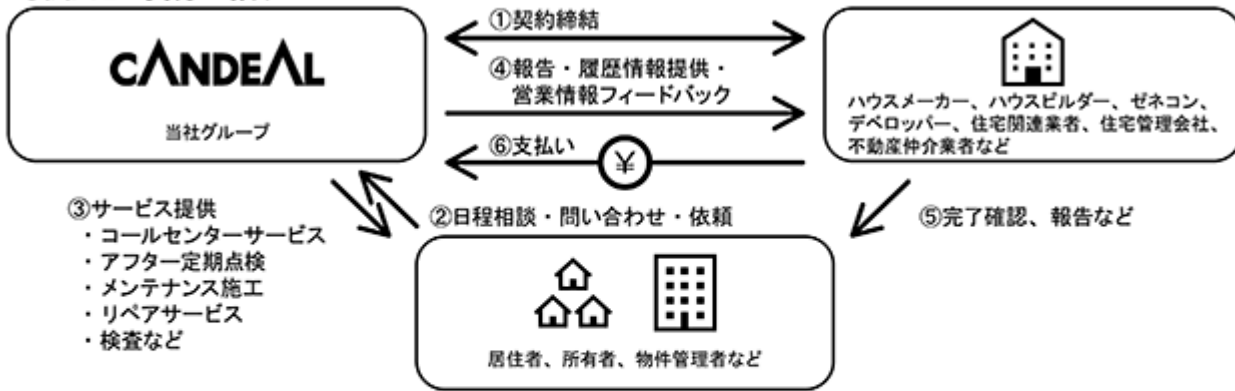 ①契約締結
CANDEAL
当社グループ
④報告・履歴情報提供・
営業情報フィードバック
⑥支払い
¥
ハウスメーカー、ハウスビルダー、ゼネコン、
デベロッパー、住宅関連業者、住宅管理会社、
不動産仲介業者など
③サービス提供
・コールセンターサービス
・アフター定期点検
・メンテナンス施工
・リペアサービス
・検査など
②日程相談・問い合わせ・依頼
⑤完了確認、報告など
居住者、所有者、物件管理者など